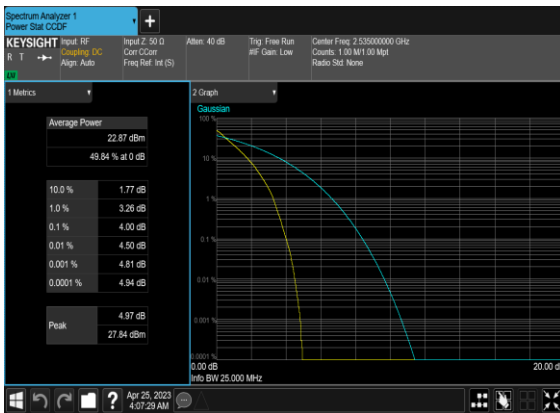 Spectrum Analyzer 1
Power Stat CCDF
KEYSIGHT
R T
LV
Input: RF
Coupling: DC
Align: Auto
Input Z: 50 Ω
Corr CCorr
Freq Ref: Int (S)
Atten: 40 dB
Trig: Free Run
#IF Gain: Low
Center Freq: 2.535000000 GHz
Counts: 1.00 M/1.00 Mpt
Radio Std: None
1 Metrics
Average Power
22.87 dBm
49.84 % at 0 dB
10.0 % 1.77 dB
1.0 % 3.26 dB
0.1 % 4.00 dB
0.01 % 4.50 dB
0.001 % 4.81 dB
0.0001 % 4.94 dB
Peak
4.97 dB
27.84 dBm
2 Graph
Gaussian
100 %
10 %
1 %
0.1 %
0.01 %
0.001 %
0.0001 %
0.00 dB
20.00 d
Info BW 25.000 MHz
Apr 25, 2023
4:07:29 AM